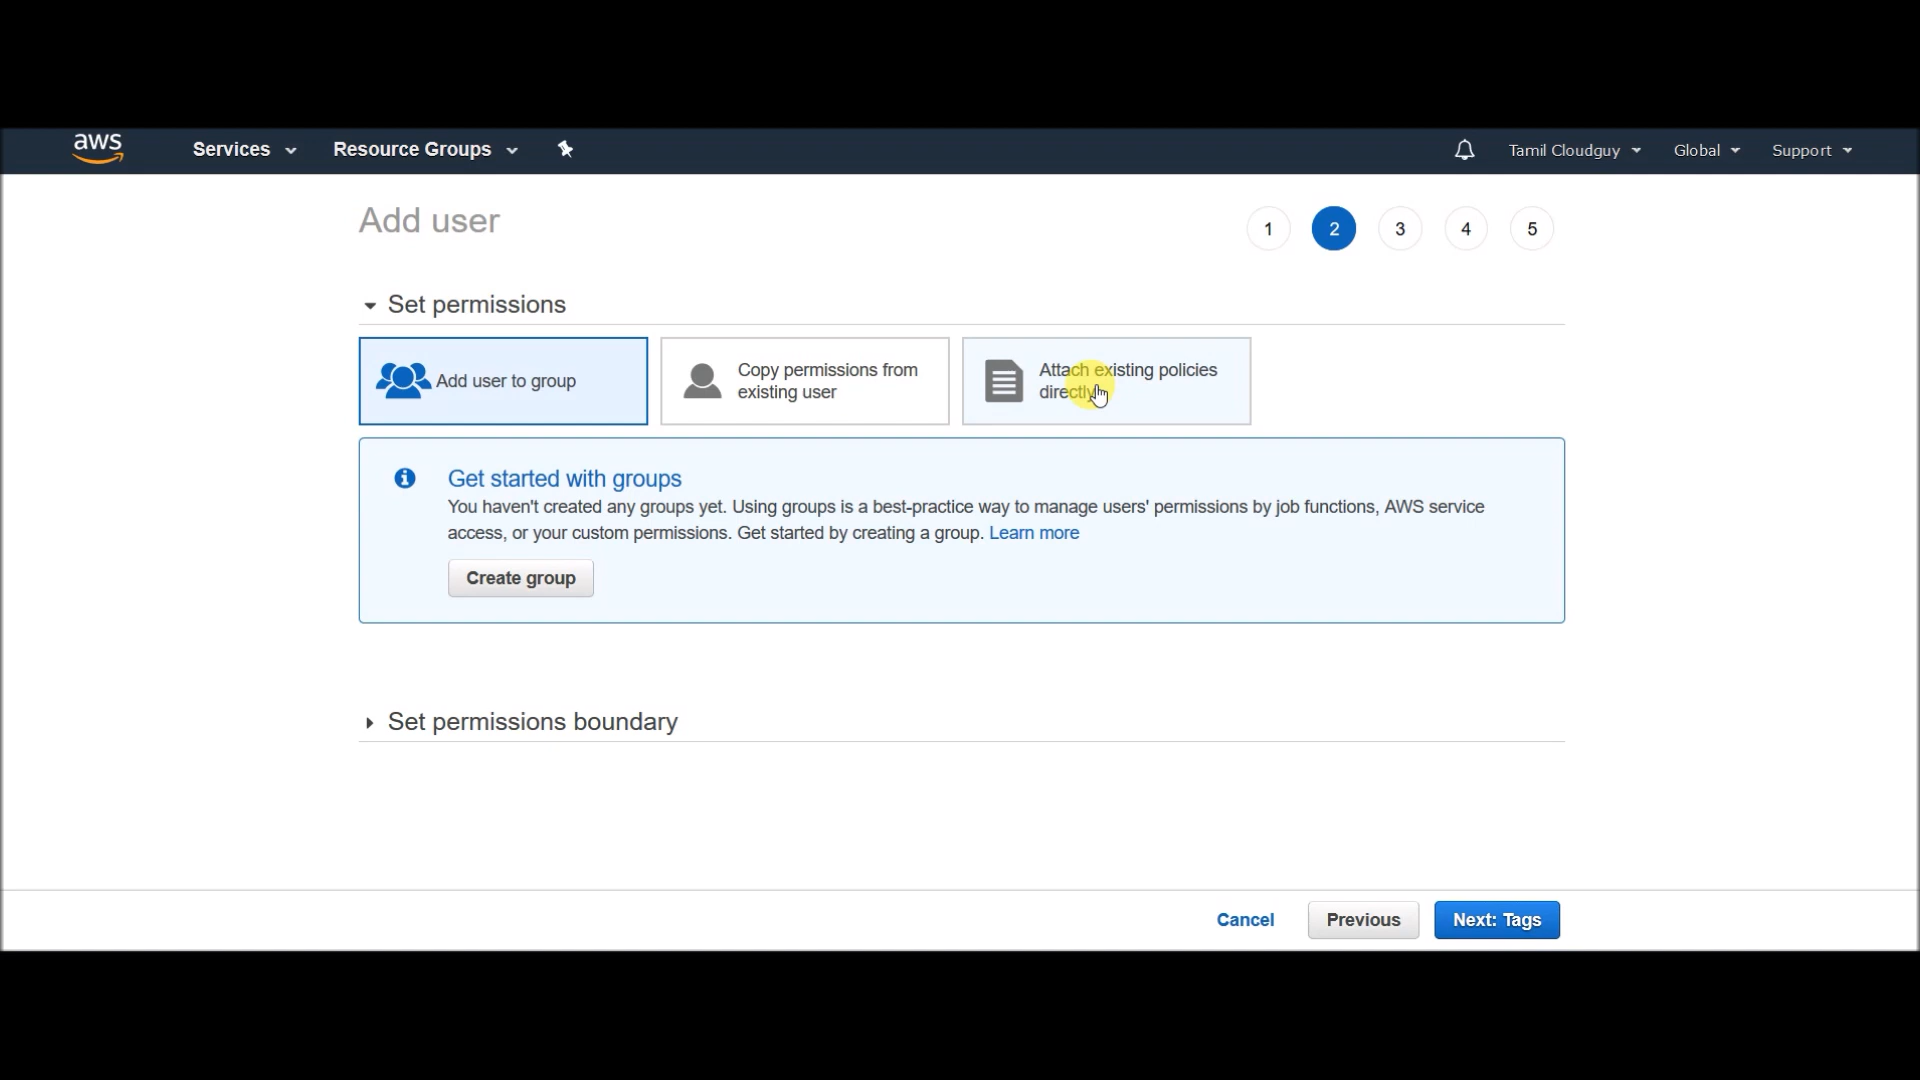 aws
Services
Resource Groups
Tamil Cloudguy
Global
Support
Add user
1
2
3
4
5
Set permissions
Add user to group
Copy permissions from
existing user
Attach existing policies
directly
Get started with groups
You haven't created any groups yet. Using groups is a best-practice way to manage users' permissions by job functions, AWS service
access, or your custom permissions. Get started by creating a group. Learn more
Create group
Set permissions boundary
Cancel
Previous
Next: Tags